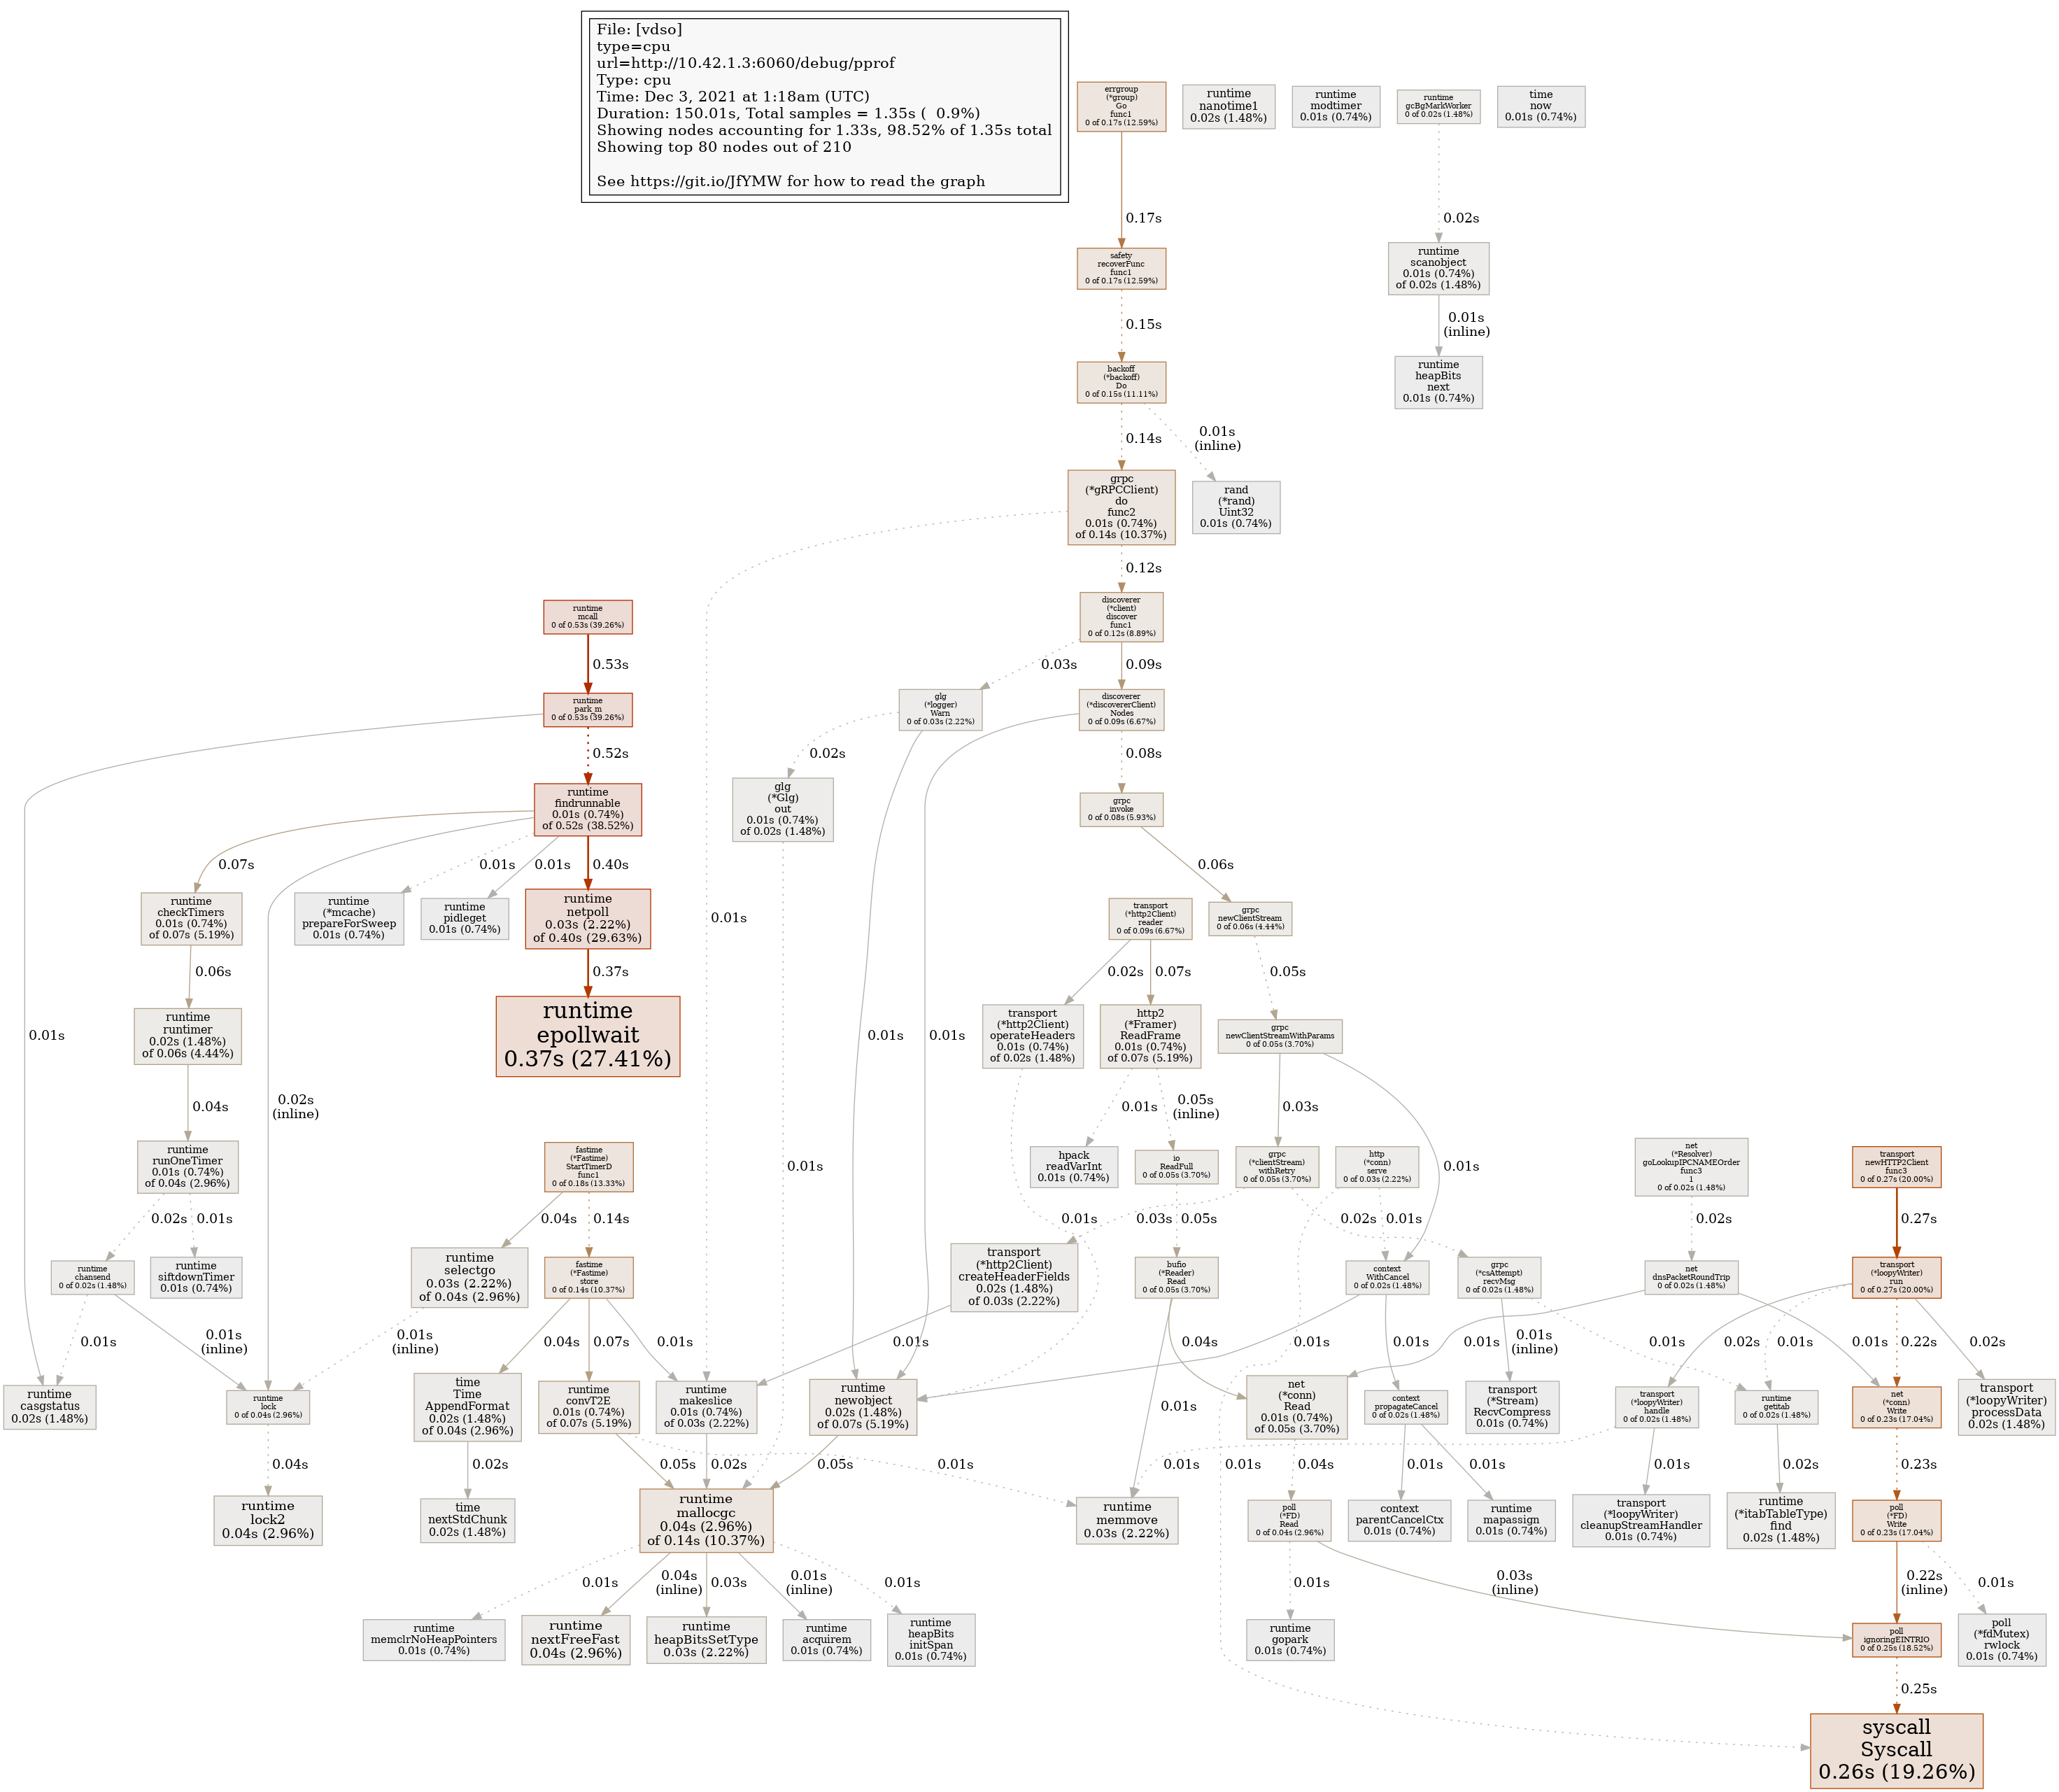 File: [vdso]
type=cpu
url=http://10.42.1.3:6060/debug/pprof
Type: cpu
Time: Dec 3, 2021 at 1:18am (UTC)
Duration: 150.01s, Total samples = 1.35s ( 0.9%)
Showing nodes accounting for 1.33s, 98.52% of 1.35s total
Showing top 80 nodes out of 210
See https://git.io/JfYMW for how to read the graph
errgroup
(*group)
Go
func1
0 of 0.17s (12.59%)
runtime
nanotime1
0.02s (1.48%)
runtime
modtimer
0.01s (0.74%)
runtime
gcBgMarkWorker
0 of 0.02s (1.48%)
time
now
0.01s (0.74%)
0.17s
0.02s
safety
recoverFunc
func1
0 of 0.17s (12.59%)
runtime
scanobject
0.01s (0.74%)
of 0.02s (1.48%)
0.15s
0.01s
(inline)
backoff
(*backoff)
Do
0 of 0.15s (11.11%)
runtime
heapBits
next
0.01s (0.74%)
0.14s
0.01s
(inline)
grpc
(*gRPCClient)
do
func2
0.01s (0.74%)
of 0.14s (10.37%)
rand
(*rand)
Uint32
0.01s (0.74%)
0.12s
runtime
mcall
0 of 0.53s (39.26%)
discoverer
(*client)
discover
func1
0 of 0.12s (8.89%)
0.53s
0.03s
0.09s
runtime
park_m
0 of 0.53s (39.26%)
glg
(*logger)
Warn
0 of 0.03s (2.22%)
discoverer
(*discovererClient)
Nodes
0 of 0.09s (6.67%)
0.52s
0.02s
0.08s
runtime
findrunnable
0.01s (0.74%)
of 0.52s (38.52%)
glg
(*Glg)
out
0.01s (0.74%)
of 0.02s (1.48%)
grpc
invoke
0 of 0.08s (5.93%)
0.07s
0.01s
0.01s
0.40s
0.06s
runtime
checkTimers
0.01s (0.74%)
of 0.07s (5.19%)
runtime
(*mcache)
prepareForSweep
0.01s (0.74%)
runtime
pidleget
0.01s (0.74%)
runtime
netpoll
0.03s (2.22%)
of 0.40s (29.63%)
0.01s
transport
(*http2Client)
reader
0 of 0.09s (6.67%)
grpc
newClientStream
0 of 0.06s (4.44%)
0.06s
0.37s
0.02s
0.07s
0.05s
runtime
runtimer
0.02s (1.48%)
of 0.06s (4.44%)
runtime
epollwait
0.37s (27.41%)
transport
(*http2Client)
operateHeaders
0.01s (0.74%)
of 0.02s (1.48%)
http2
(*Framer)
ReadFrame
0.01s (0.74%)
of 0.07s (5.19%)
grpc
newClientStreamWithParams
0 of 0.05s (3.70%)
0.01s
0.01s
0.01s
0.04s
0.02s
(inline)
0.01s
0.05s
(inline)
0.03s
runtime
runOneTimer
0.01s (0.74%)
of 0.04s (2.96%)
fastime
(*Fastime)
StartTimerD
func1
0 of 0.18s (13.33%)
0.01s
hpack
readVarInt
0.01s (0.74%)
io
ReadFull
0 of 0.05s (3.70%)
grpc
(*clientStream)
withRetry
0 of 0.05s (3.70%)
http
(*conn)
serve
0 of 0.03s (2.22%)
0.01s
net
(*Resolver)
goLookupIPCNAMEOrder
func3
1
0 of 0.02s (1.48%)
transport
newHTTP2Client
func3
0 of 0.27s (20.00%)
0.02s
0.01s
0.04s
0.14s
0.01s
0.03s
0.05s
0.02s
0.01s
0.02s
0.27s
runtime
chansend
0 of 0.02s (1.48%)
runtime
siftdownTimer
0.01s (0.74%)
runtime
selectgo
0.03s (2.22%)
of 0.04s (2.96%)
fastime
(*Fastime)
store
0 of 0.14s (10.37%)
transport
(*http2Client)
createHeaderFields
0.02s (1.48%)
of 0.03s (2.22%)
bufio
(*Reader)
Read
0 of 0.05s (3.70%)
context
WithCancel
0 of 0.02s (1.48%)
grpc
(*csAttempt)
recvMsg
0 of 0.02s (1.48%)
net
dnsPacketRoundTrip
0 of 0.02s (1.48%)
transport
(*loopyWriter)
run
0 of 0.27s (20.00%)
0.01s
0.01s
(inline)
0.01s
(inline)
0.04s
0.07s
0.01s
0.01s
0.04s
0.01s
0.01s
0.01s
0.01s
(inline)
0.01s
0.02s
0.01s
0.01s
0.22s
0.02s
runtime
casgstatus
0.02s (1.48%)
runtime
lock
0 of 0.04s (2.96%)
time
Time
AppendFormat
0.02s (1.48%)
of 0.04s (2.96%)
runtime
convT2E
0.01s (0.74%)
of 0.07s (5.19%)
runtime
makeslice
0.01s (0.74%)
of 0.03s (2.22%)
runtime
newobject
0.02s (1.48%)
of 0.07s (5.19%)
0.01s
net
(*conn)
Read
0.01s (0.74%)
of 0.05s (3.70%)
context
propagateCancel
0 of 0.02s (1.48%)
transport
(*Stream)
RecvCompress
0.01s (0.74%)
transport
(*loopyWriter)
handle
0 of 0.02s (1.48%)
runtime
getitab
0 of 0.02s (1.48%)
net
(*conn)
Write
0 of 0.23s (17.04%)
transport
(*loopyWriter)
processData
0.02s (1.48%)
0.04s
0.02s
0.05s
0.02s
0.05s
0.01s
0.01s
0.01s
0.04s
0.01s
0.01s
0.01s
0.02s
0.23s
runtime
lock2
0.04s (2.96%)
time
nextStdChunk
0.02s (1.48%)
runtime
mallocgc
0.04s (2.96%)
of 0.14s (10.37%)
runtime
memmove
0.03s (2.22%)
poll
(*FD)
Read
0 of 0.04s (2.96%)
context
parentCancelCtx
0.01s (0.74%)
runtime
mapassign
0.01s (0.74%)
transport
(*loopyWriter)
cleanupStreamHandler
0.01s (0.74%)
runtime
(*itabTableType)
find
0.02s (1.48%)
poll
(*FD)
Write
0 of 0.23s (17.04%)
0.01s
0.04s
(inline)
0.03s
0.01s
(inline)
0.01s
0.01s
0.03s
(inline)
0.22s
(inline)
0.01s
runtime
memclrNoHeapPointers
0.01s (0.74%)
runtime
nextFreeFast
0.04s (2.96%)
runtime
heapBitsSetType
0.03s (2.22%)
runtime
acquirem
0.01s (0.74%)
runtime
heapBits
initSpan
0.01s (0.74%)
runtime
gopark
0.01s (0.74%)
poll
ignoringEINTRIO
0 of 0.25s (18.52%)
poll
(*fdMutex)
rwlock
0.01s (0.74%)
0.25s
syscall
Syscall
0.26s (19.26%)